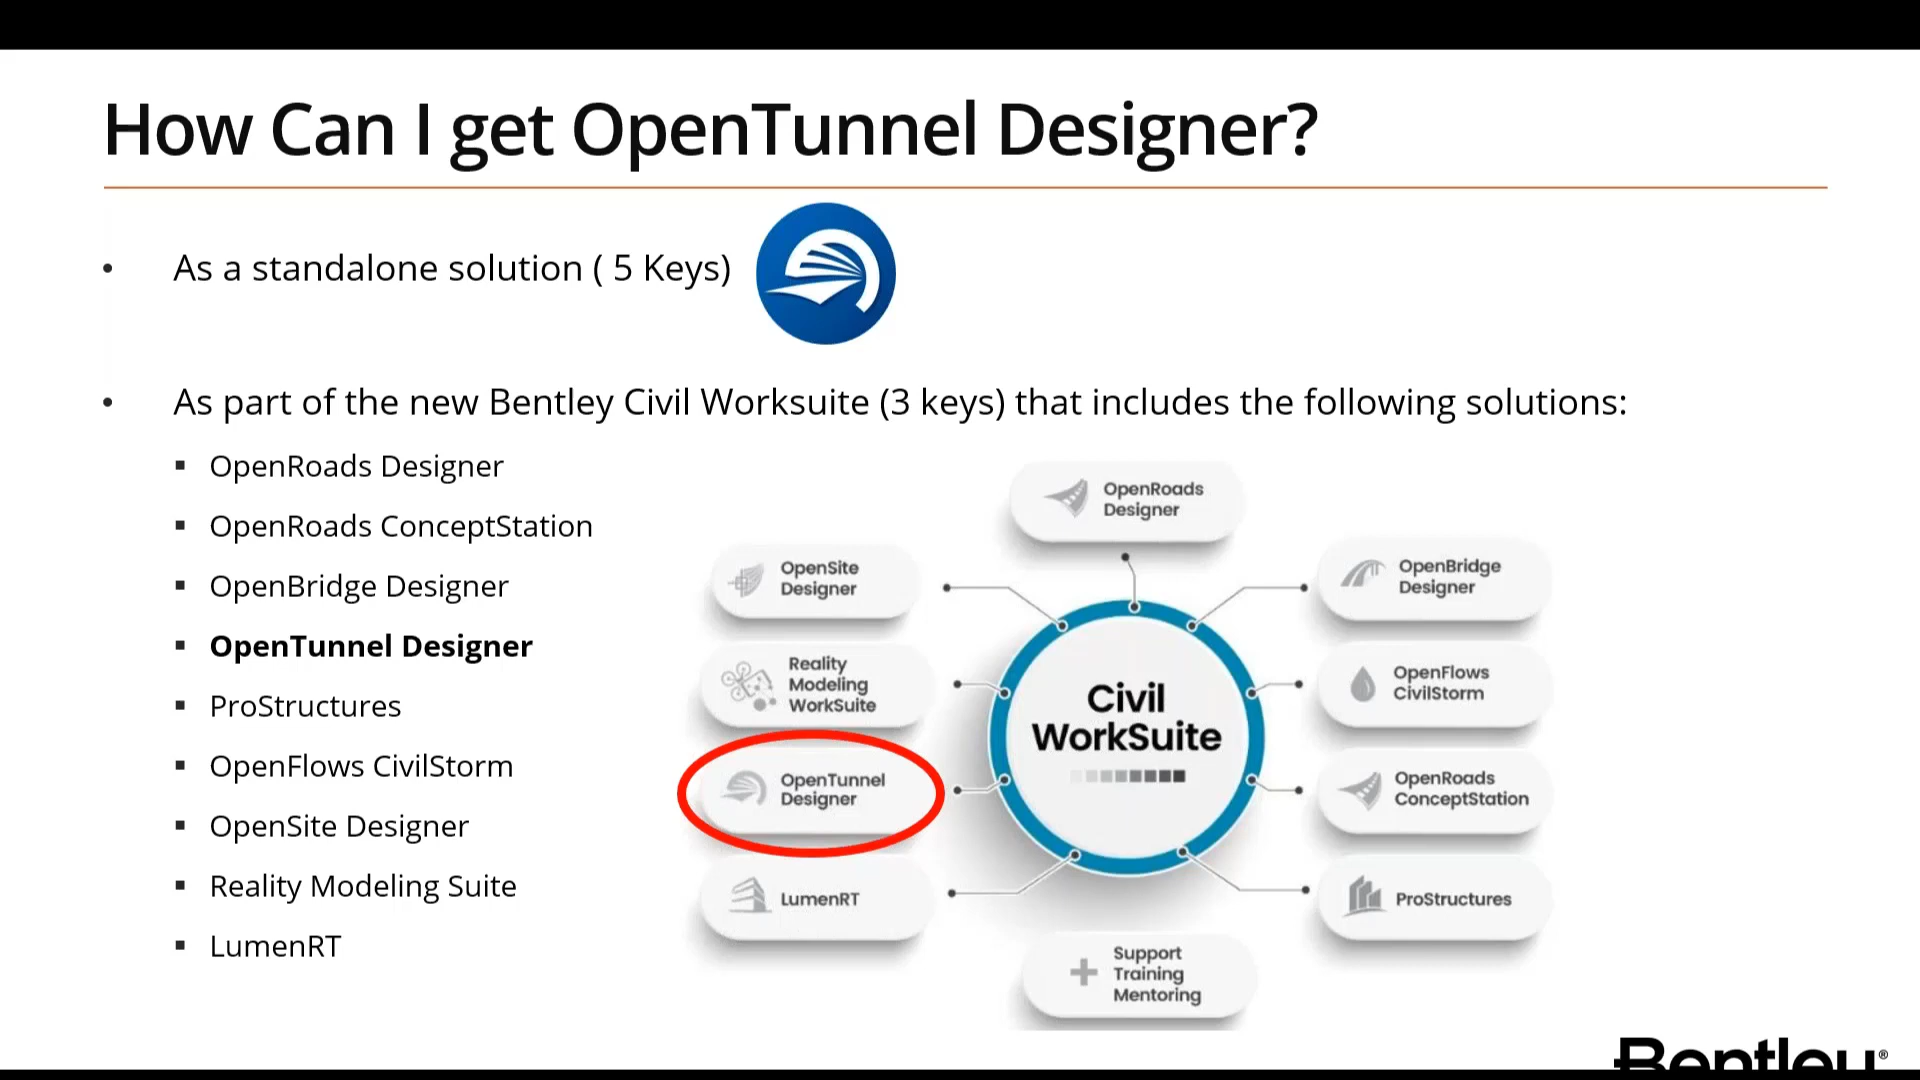 How Can I get OpenTunnel Designer?
• As a standalone solution ( 5 Keys)
• As part of the new Bentley Civil Worksuite (3 keys) that includes the following solutions:
▪ OpenRoads Designer
▪ OpenRoads ConceptStation
▪ OpenBridge Designer
▪ OpenTunnel Designer
▪ ProStructures
▪ OpenFlows CivilStorm
▪ OpenSite Designer
▪ Reality Modeling Suite
▪ LumenRT
OpenRoads
Designer
OpenSite
Designer
OpenBridge
Designer
Reality
Modeling
WorkSuite
OpenFlows
CivilStorm
Civil
WorkSuite
OpenTunnel
Designer
OpenRoads
ConceptStation
LumenRT
ProStructures
Support
Training
Mentoring
Bentley®